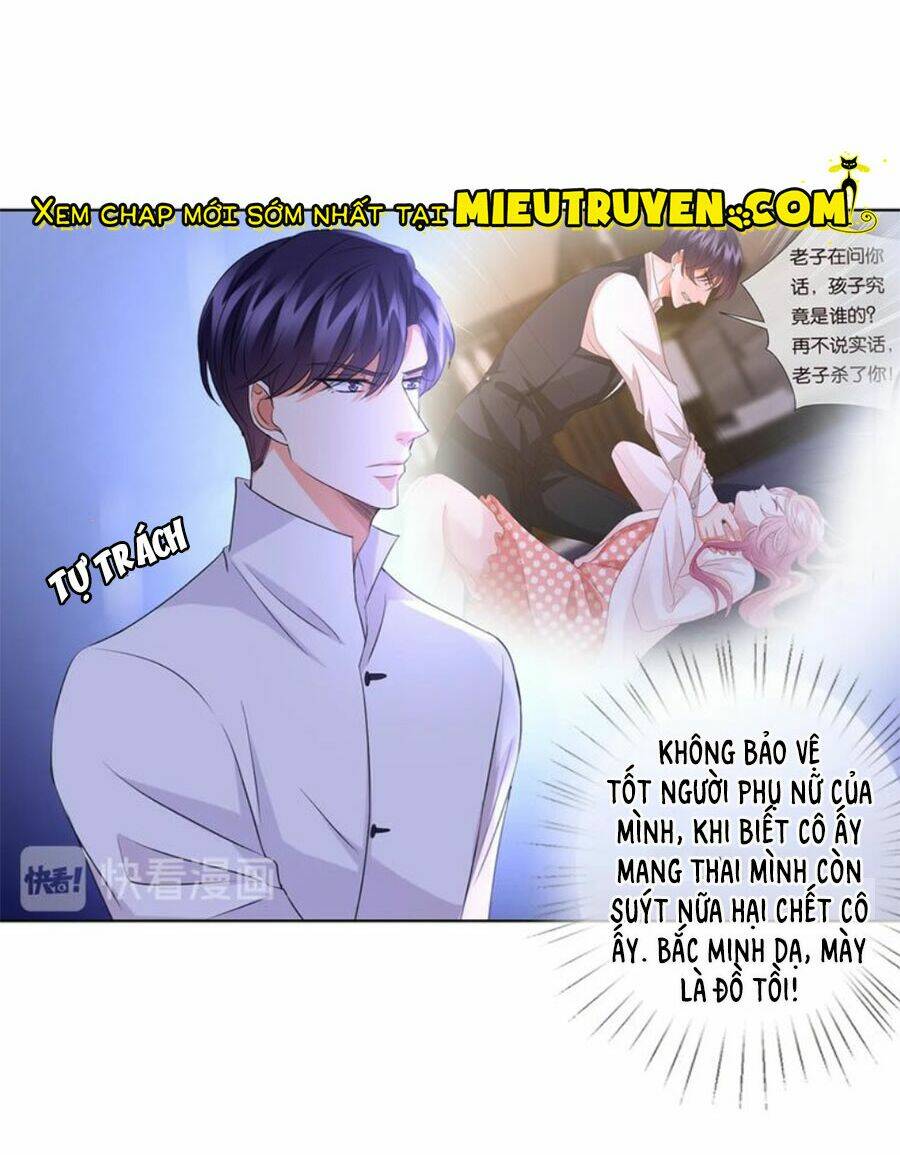 XEM CHAP MỚI SỚM NHẤT TẠI MIEUTRUYEN.COM
老子在问你
话，孩子究
竟是谁的？
再不说实话，
老子杀了你！
TỰ TRÁCH
KHÔNG BẢO VỆ
TỐT NGƯỜI PHỤ NỮ CỦA
MÌNH, KHI BIẾT CÔ ẤY
MANG THAI MÌNH CÒN
SUÝT NỮA HẠI CHẾT CÔ
ẤY. BẮC MINH DẠ, MÀY
LÀ ĐỒ TỒI!
快看! 快看漫画